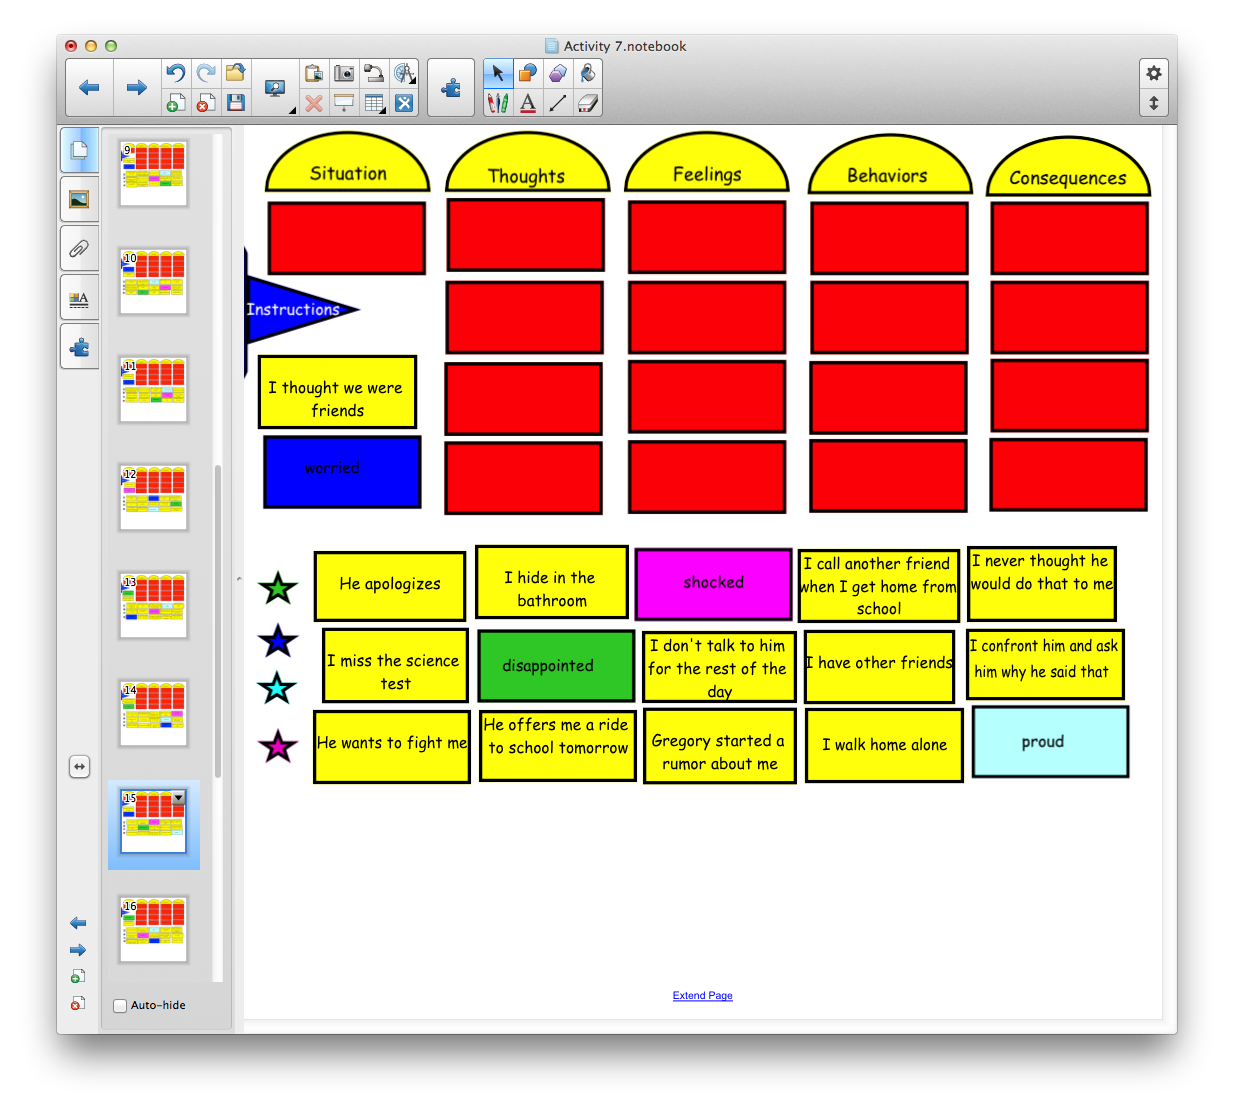 Activity 7.notebook
9
10
11
12
13
14
15
16
Auto-hide
Situation
Thoughts
Feelings
Behaviors
Consequences
Instructions
I thought we were
friends
worried
He apologizes
I hide in the
bathroom
shocked
I call another friend
when I get home from
school
I never thought he
would do that to me
I miss the science
test
disappointed
I don't talk to him
for the rest of the
day
I have other friends
I confront him and ask
him why he said that
He wants to fight me
He offers me a ride
to school tomorrow
Gregory started a
rumor about me
I walk home alone
proud
Extend Page